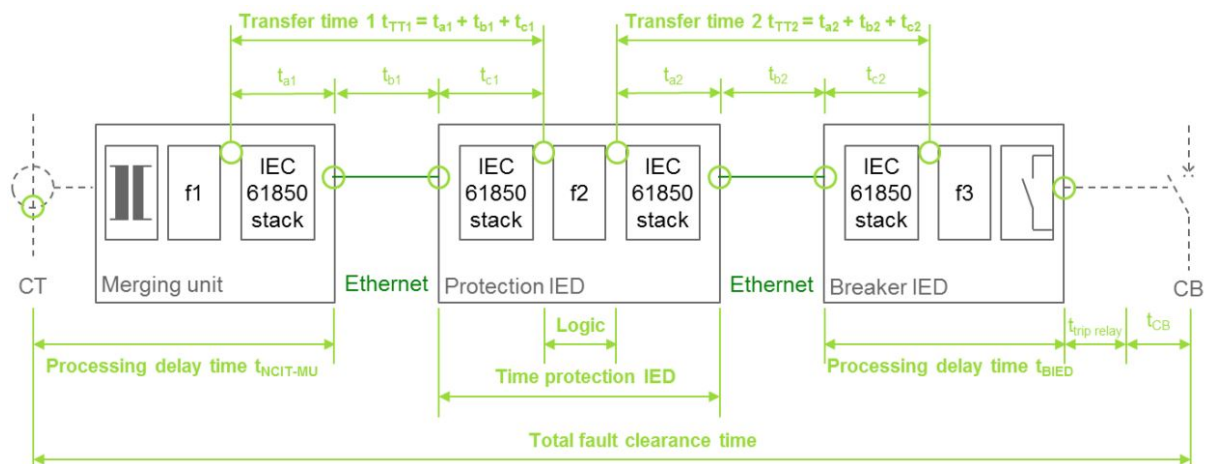 Transfer time 1 tTT1 = ta1 + tb1 + tc1
Transfer time 2 tTT2 = ta2 + tb2 + tc2
ta1
tb1
tc1
ta2
tb2
tc2
f1
IEC
61850
stack
IEC
61850
stack
f2
IEC
61850
stack
IEC
61850
stack
f3
CT
Merging unit
Ethernet
Protection IED
Ethernet
Breaker IED
CB
Logic
ttrip relay
tCB
Processing delay time tNCIT-MU
Time protection IED
Processing delay time tBIED
Total fault clearance time